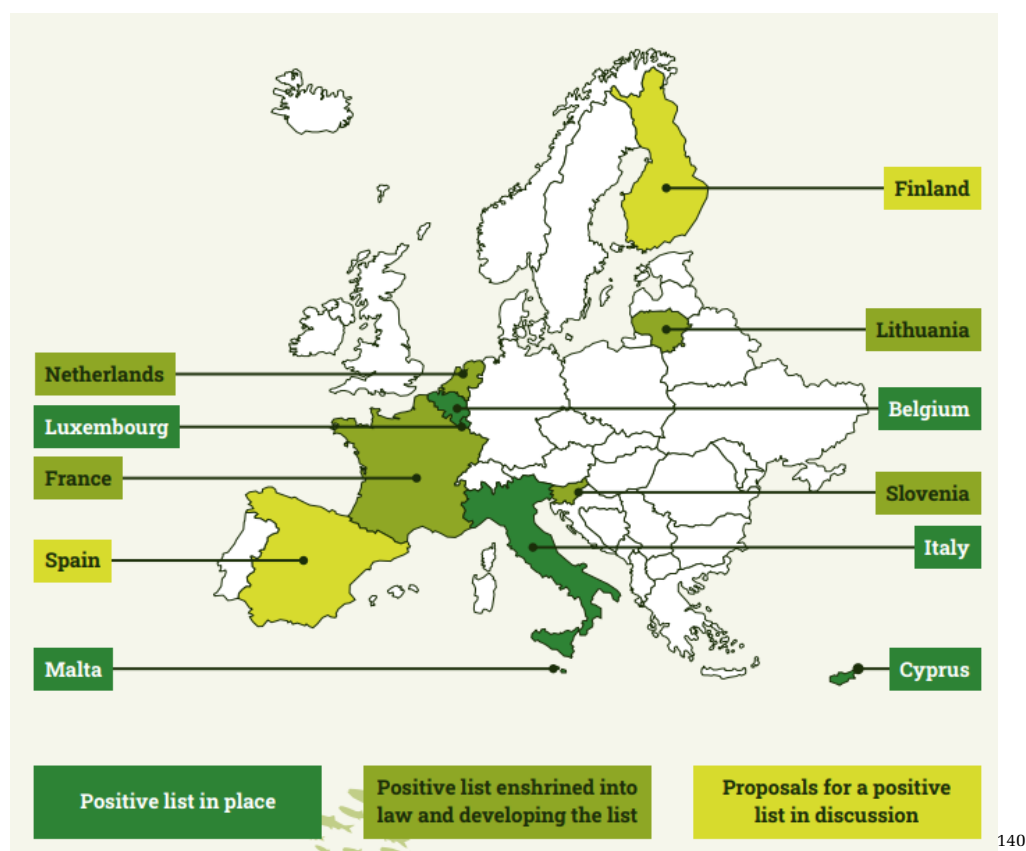 Finland
Lithuania
Netherlands
Belgium
Luxembourg
France
Slovenia
Italy
Spain
Malta
Cyprus
Positive list in place
Positive list enshrined into
law and developing the list
Proposals for a positive
list in discussion
140